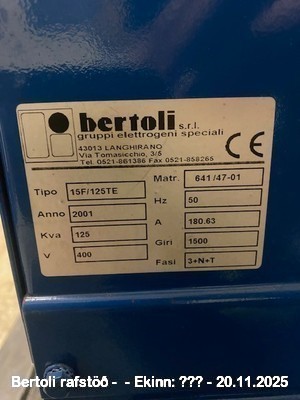 bertoli s.r.l.
gruppi elettrogeni speciali
43013 LANGHIRANO
Via Tomasicchio, 3/5
Tel. 0521-861386 Fax 0521-858265
CE
Matr. 641/47-01
Tipo 15F/125TE
Hz 50
Anno 2001
A 180.63
Kva 125
Giri 1500
V 400
Fasi 3+N+T
Bertoli rafstöð - - Ekinn: ??? - 20.11.2025